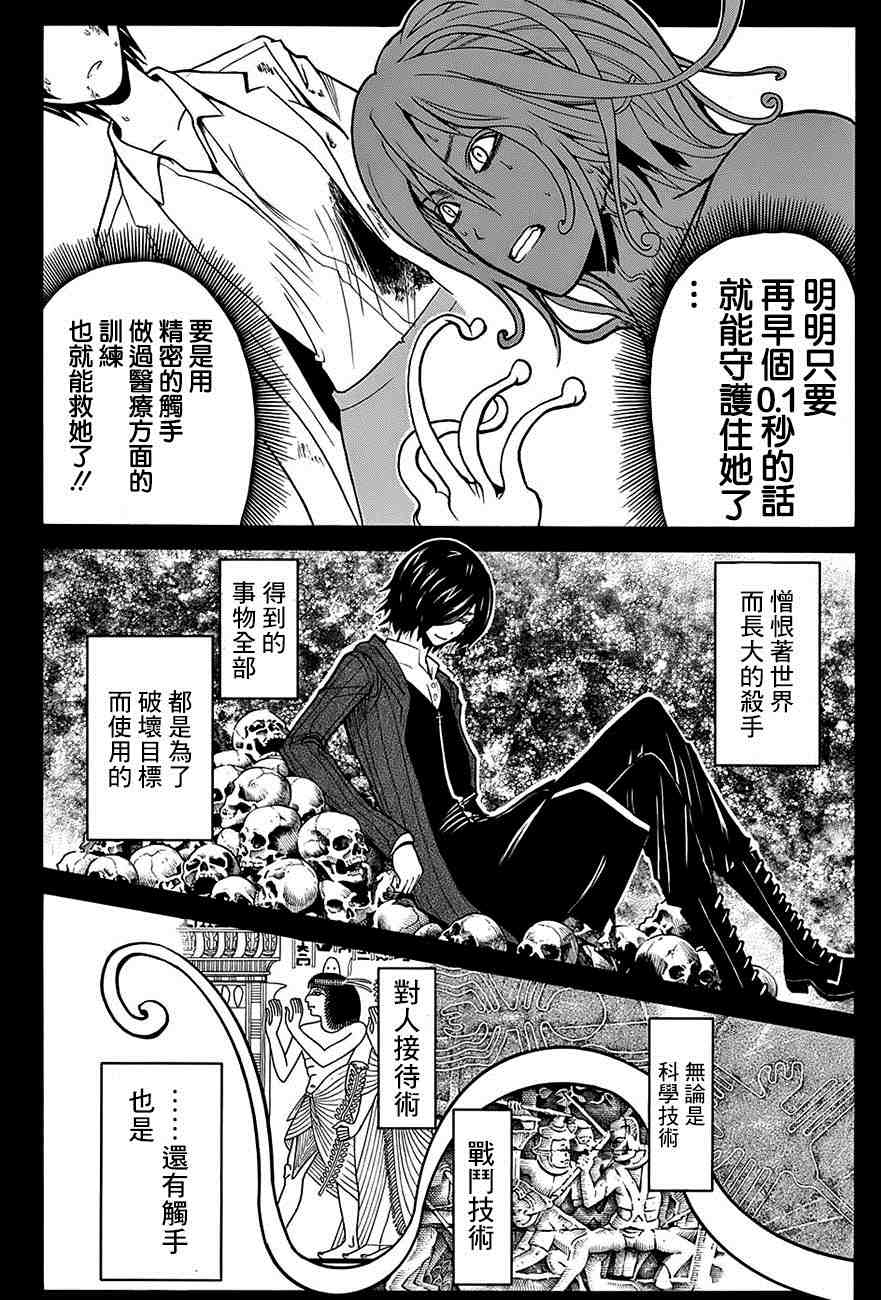 明明只要
再早個0.1秒的話
就能守護住她了
…
要是用
精密的觸手
做過醫療方面的
訓練
也就能救她了!!
憎恨著世界
而長大的殺手
得到的
事物全部
都是為了
破壞目標
而使用的
無論是
科學技術
戰鬥技術
對人接待術
……還有觸手
也是